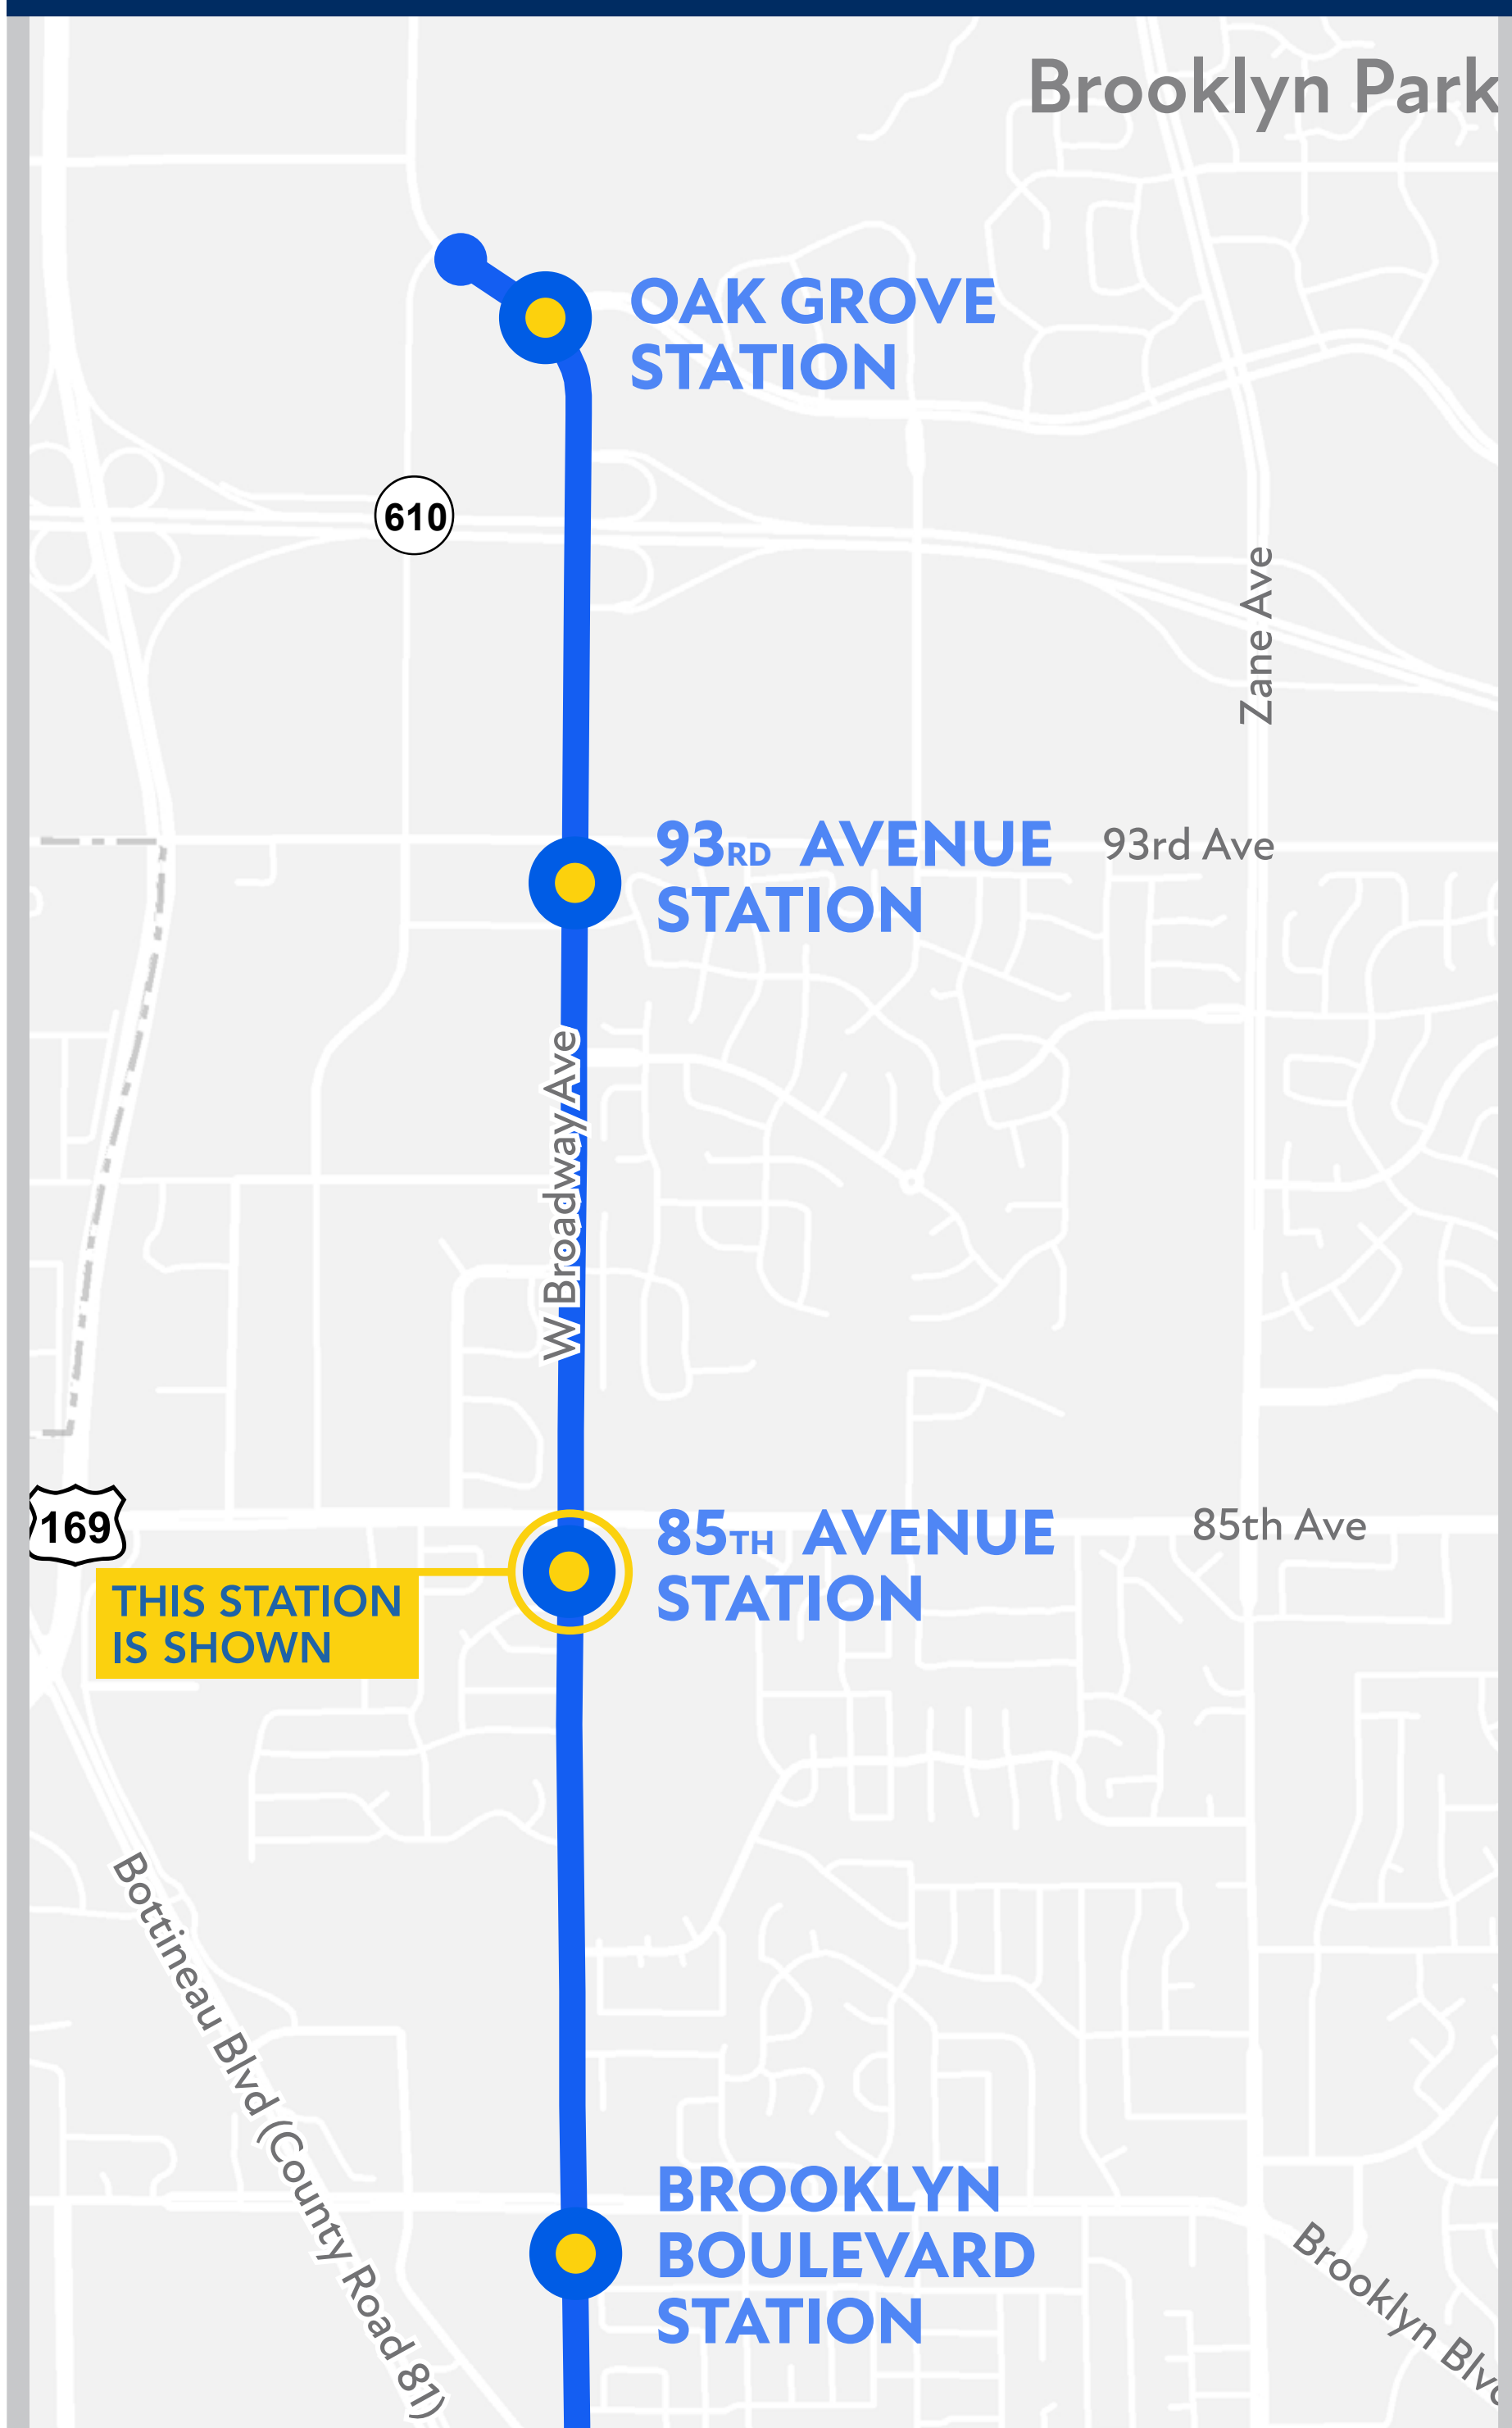 Brooklyn Park
OAK GROVE
STATION
610
Zane Ave
93RD AVENUE
STATION
93rd Ave
W Broadway Ave
169
85TH AVENUE
STATION
85th Ave
THIS STATION
IS SHOWN
Bottineau Blvd (County Road 81)
BROOKLYN
BOULEVARD
STATION
Brooklyn Blvd